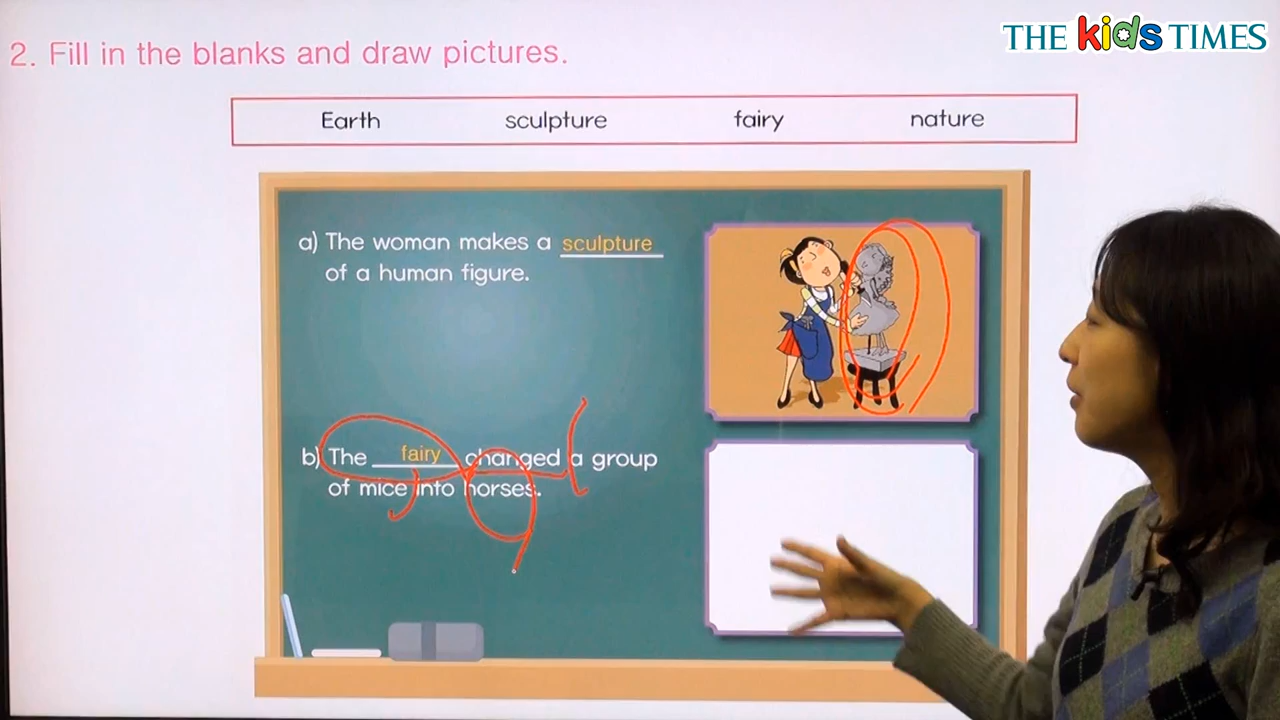 THE kids TIMES
2. Fill in the blanks and draw pictures.
Earth sculpture fairy nature
a) The woman makes a sculpture
of a human figure.
b) The fairy changed a group
of mice into horses.